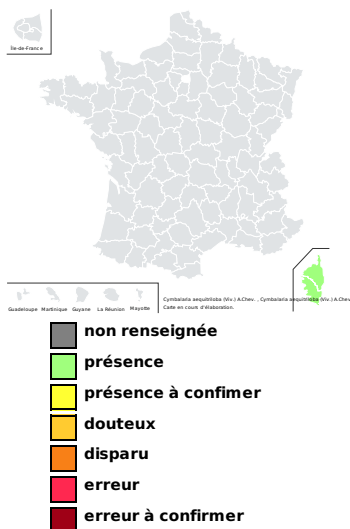 Île-de-France
Guadeloupe Martinique Guyane La Réunion Mayotte
Cymbalaria aequitriloba (Viv.) A.Chev. , Cymbalaria aequitriloba (Viv.) A.Chev
Carte en cours d'élaboration.
non renseignée
présence
présence à confimer
douteux
disparu
erreur
erreur à confirmer